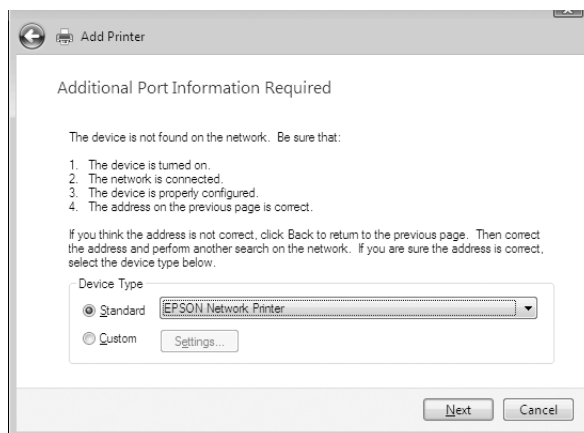 Add Printer
Additional Port Information Required
The device is not found on the network. Be sure that:
1. The device is turned on.
2. The network is connected.
3. The device is properly configured.
4. The address on the previous page is correct.
If you think the address is not correct, click Back to return to the previous page. Then correct
the address and perform another search on the network. If you are sure the address is correct,
select the device type below.
Device Type
Standard EPSON Network Printer
Custom Settings...
Next Cancel